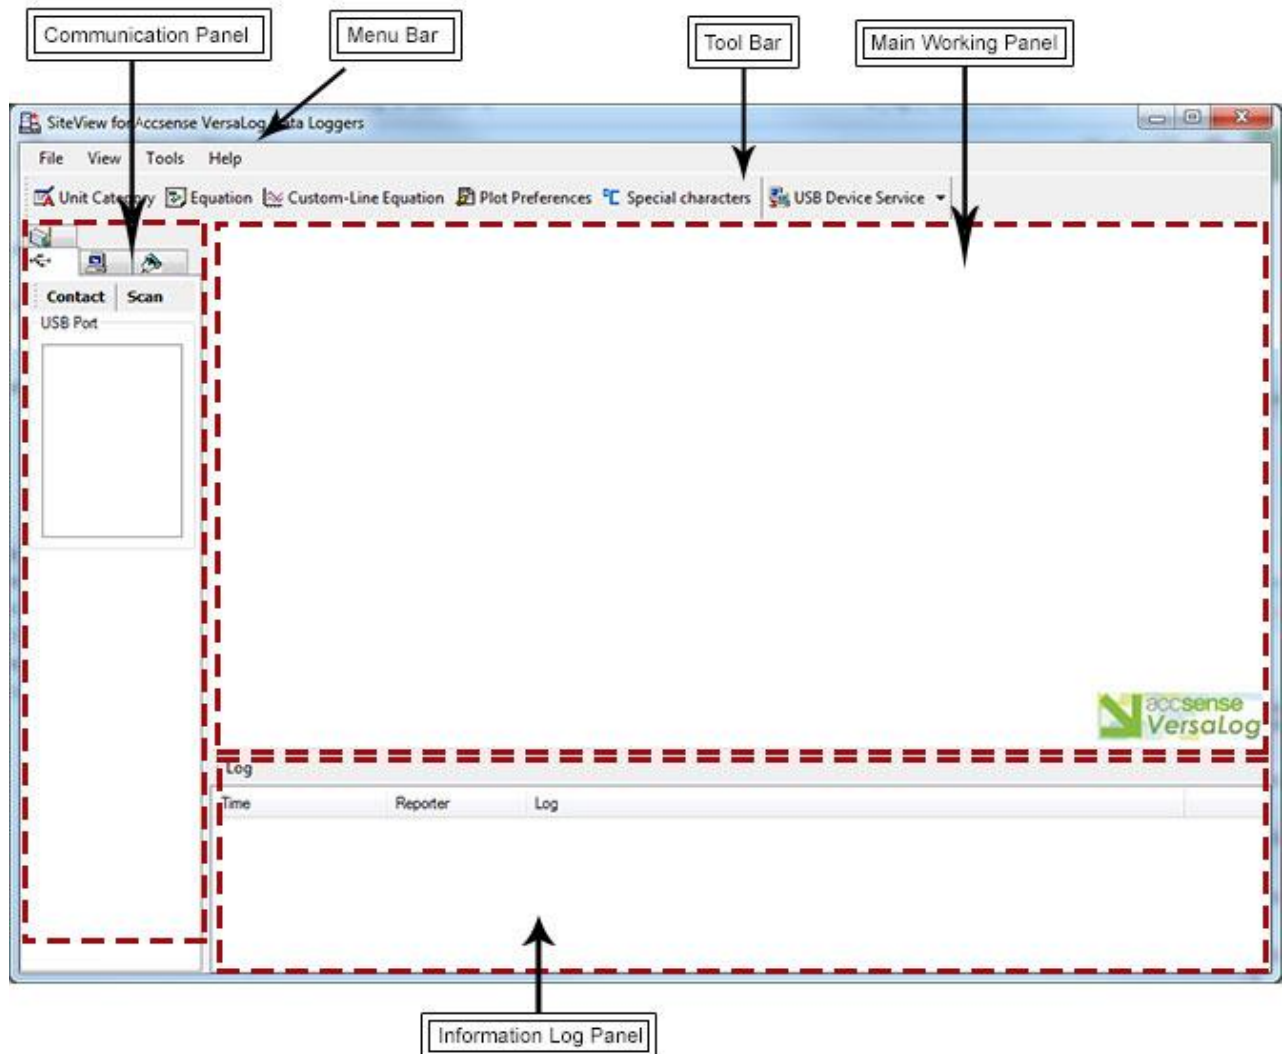 Communication Panel
Menu Bar
Tool Bar
Main Working Panel
SiteView for Accsense VersaLog Data Loggers
File View Tools Help
Unit Category Equation Custom-Line Equation Plot Preferences °C Special characters USB Device Service
Contact Scan
USB Port
accsense
VersaLog
Log
Time Reporter Log
Information Log Panel